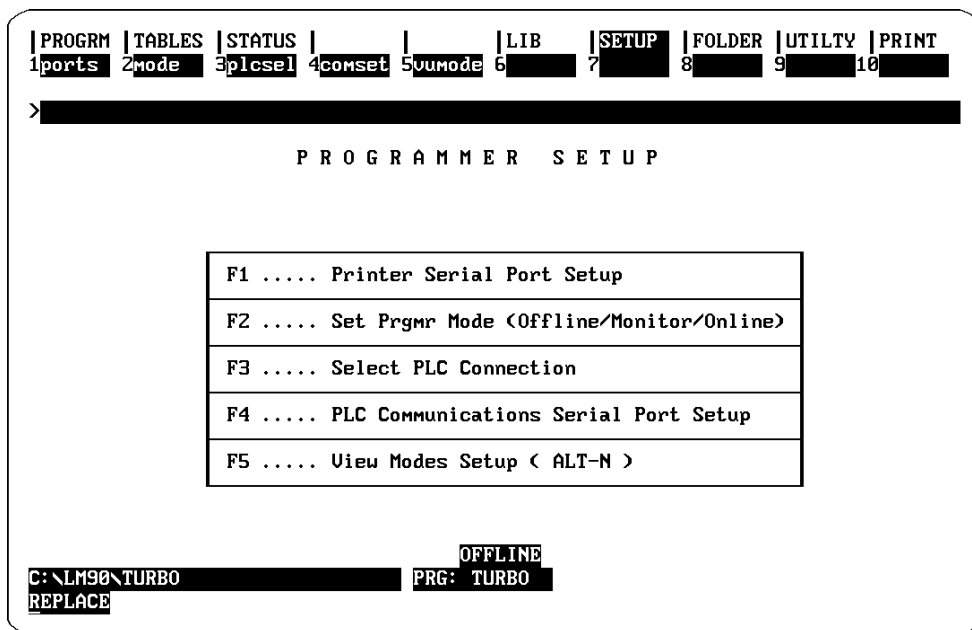 |PROGRM |TABLES |STATUS | | |LIB |SETUP |FOLDER |UTILTY |PRINT
1ports 2mode 3plcsel 4comset 5vumode 6 7 8 9 10
>
P R O G R A M M E R S E T U P
F1 ..... Printer Serial Port Setup
F2 ..... Set Prgmr Mode (Offline/Monitor/Online)
F3 ..... Select PLC Connection
F4 ..... PLC Communications Serial Port Setup
F5 ..... View Modes Setup ( ALT-N )
OFFLINE
C:\LM90\TURBO PRG: TURBO
REPLACE